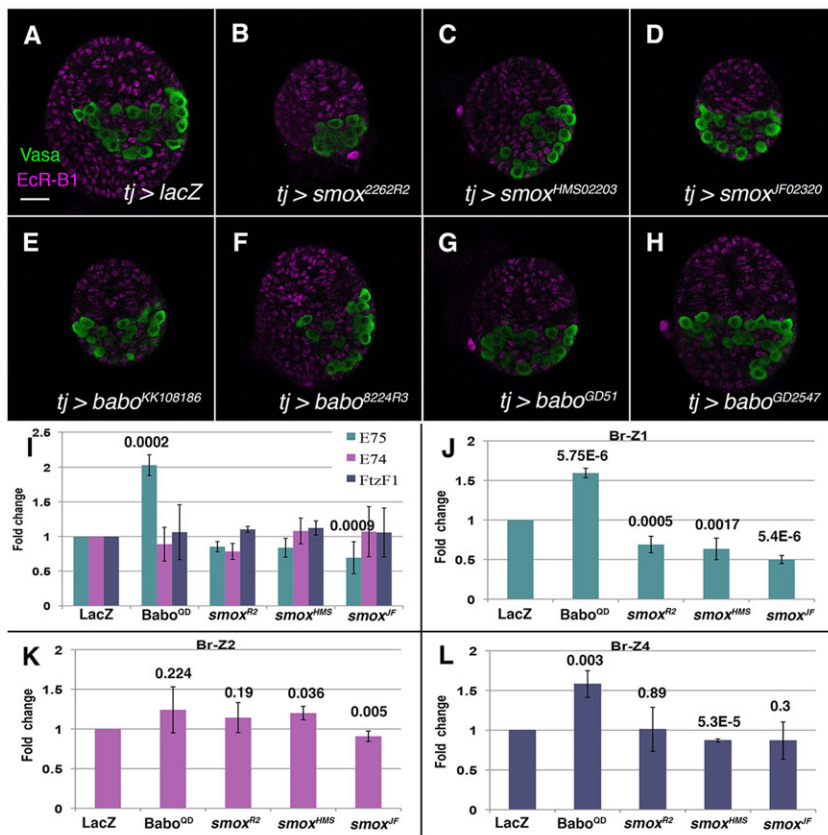 A
B
C
D
Vasa
EcR-B1
tj > lacZ
tj > smox2262R2
tj > smoxHMS02203
tj > smoxJF02320
E
F
G
H
tj > baboKK108186
tj > babo8224R3
tj > baboGD51
tj > baboGD2547
I
2.5
2
1.5
1
0.5
0
Fold change
0.0002
0.0009
E75
E74
FtzF1
LacZ BaboQD smoxR2 smoxHMS smoxJF
J
Br-Z1
2
1.5
1
0.5
0
Fold change
5.75E-6
0.0005
0.0017
5.4E-6
LacZ BaboQD smoxR2 smoxHMS smoxJF
K
Br-Z2
2
1.5
1
0.5
0
Fold change
0.224
0.19
0.036
0.005
LacZ BaboQD smoxR2 smoxHMS smoxJF
L
Br-Z4
2
1.5
1
0.5
0
Fold change
0.003
0.89
5.3E-5
0.3
LacZ BaboQD smoxR2 smoxHMS smoxJF